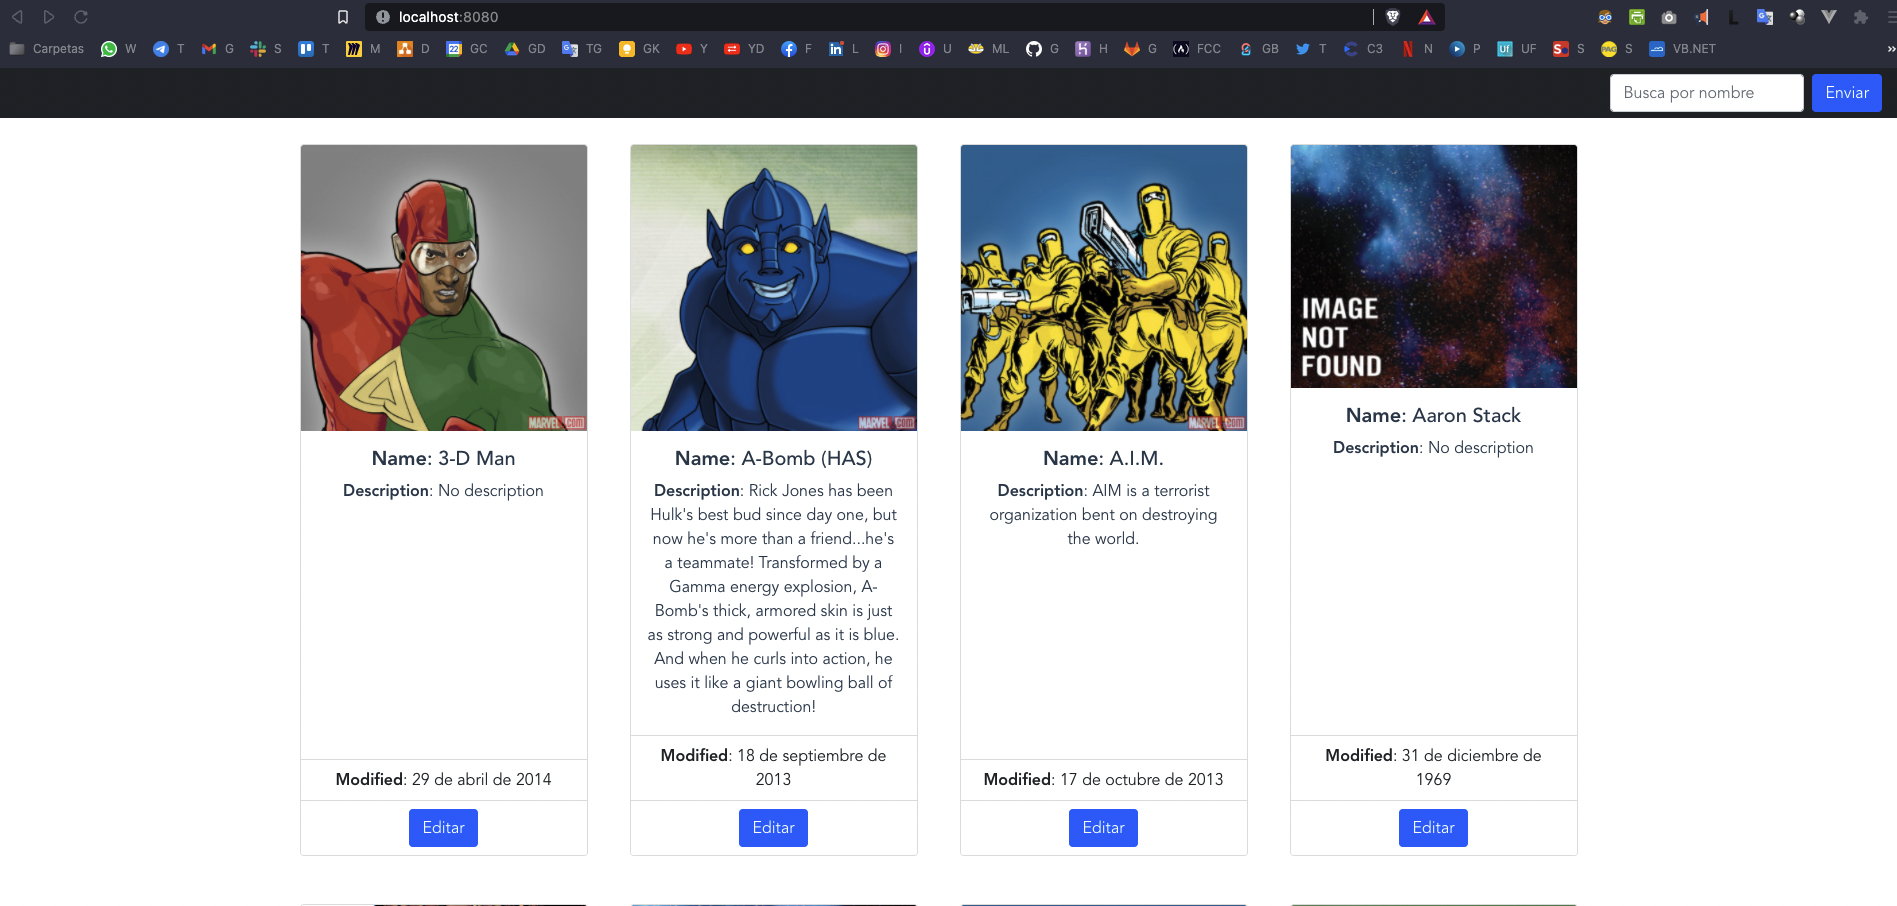 localhost:8080
Carpetas W T G S T M D GC GD TG GK Y YD F L I U ML G H G FCC GB T C3 N P UF S S VB.NET »
Busca por nombre Enviar
MARVEL.com
Name: 3-D Man
Description: No description
Modified: 29 de abril de 2014
Editar
MARVEL.com
Name: A-Bomb (HAS)
Description: Rick Jones has been
Hulk's best bud since day one, but
now he's more than a friend...he's
a teammate! Transformed by a
Gamma energy explosion, A-
Bomb's thick, armored skin is just
as strong and powerful as it is blue.
And when he curls into action, he
uses it like a giant bowling ball of
destruction!
Modified: 18 de septiembre de
2013
Editar
MARVEL.com
Name: A.I.M.
Description: AIM is a terrorist
organization bent on destroying
the world.
Modified: 17 de octubre de 2013
Editar
IMAGE
NOT
FOUND
Name: Aaron Stack
Description: No description
Modified: 31 de diciembre de
1969
Editar